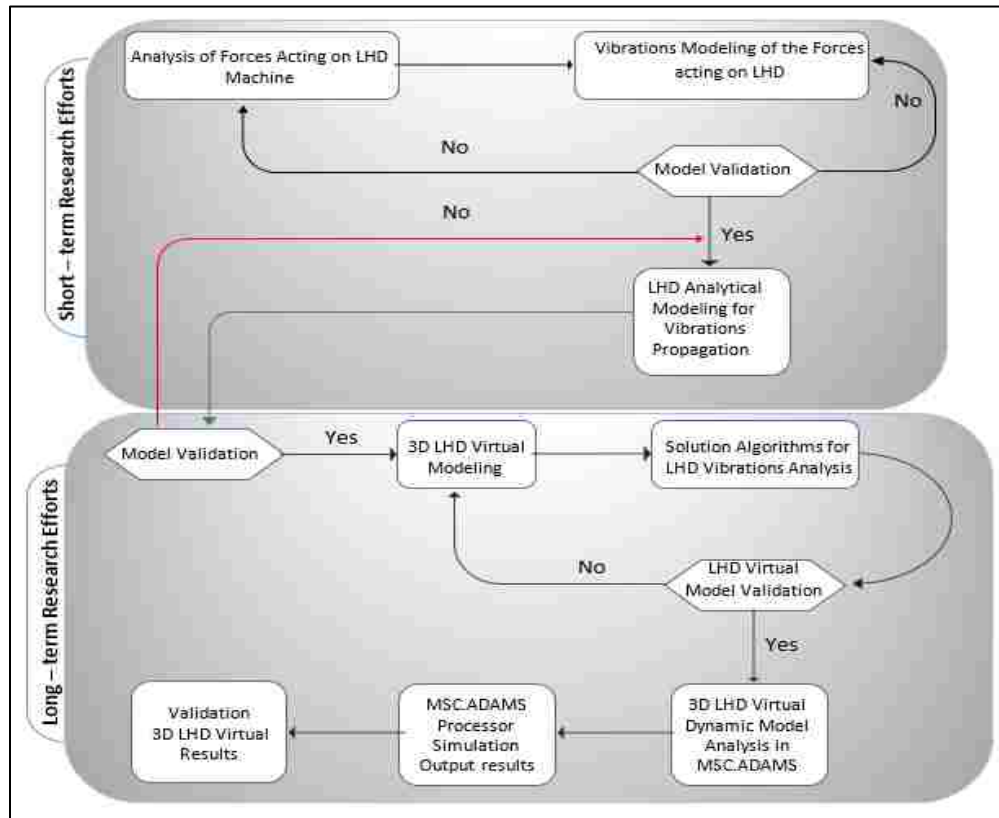 Short – term Research Efforts
Analysis of Forces Acting on LHD
Machine
Vibrations Modeling of the Forces
acting on LHD
No
No
Model Validation
No
Yes
LHD Analytical
Modeling for
Vibrations
Propagation
Long – term Research Efforts
Model Validation
Yes
3D LHD Virtual
Modeling
Solution Algorithms for
LHD Vibrations Analysis
No
LHD Virtual
Model Validation
Yes
Validation
3D LHD Virtual
Results
MSC.ADAMS
Processor
Simulation
Output results
3D LHD Virtual
Dynamic Model
Analysis in
MSC.ADAMS